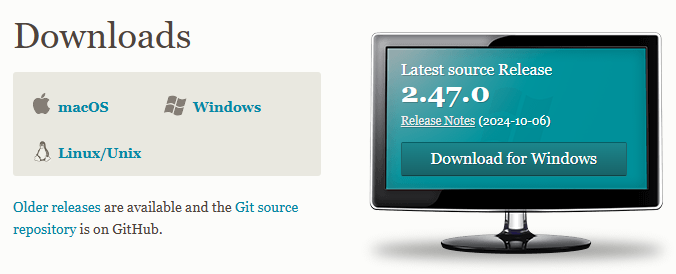 Downloads
macOS
Windows
Linux/Unix
Older releases are available and the Git source
repository is on GitHub.
Latest source Release
2.47.0
Release Notes (2024-10-06)
Download for Windows